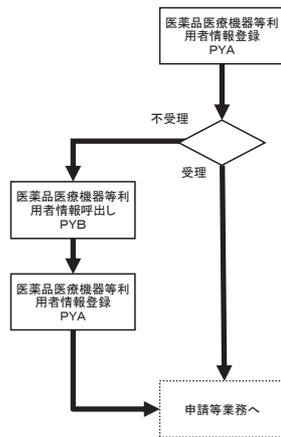 医薬品医療機器等利
用者情報登録
PYA
不受理
受理
医薬品医療機器等利
用者情報呼出し
PYB
医薬品医療機器等利
用者情報登録
PYA
申請等業務へ